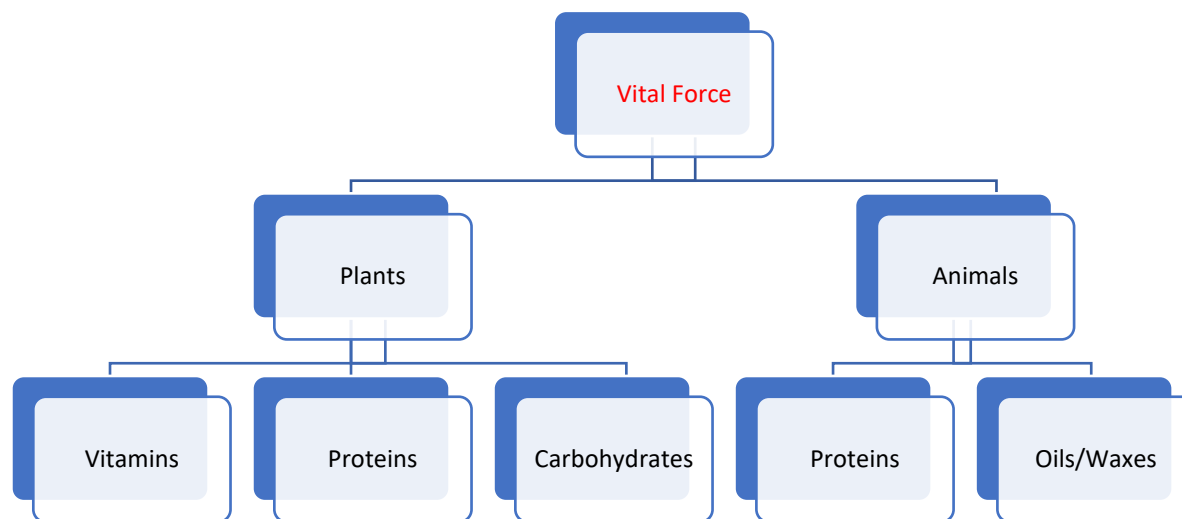 Vital Force
Plants
Animals
Vitamins
Proteins
Carbohydrates
Proteins
Oils/Waxes